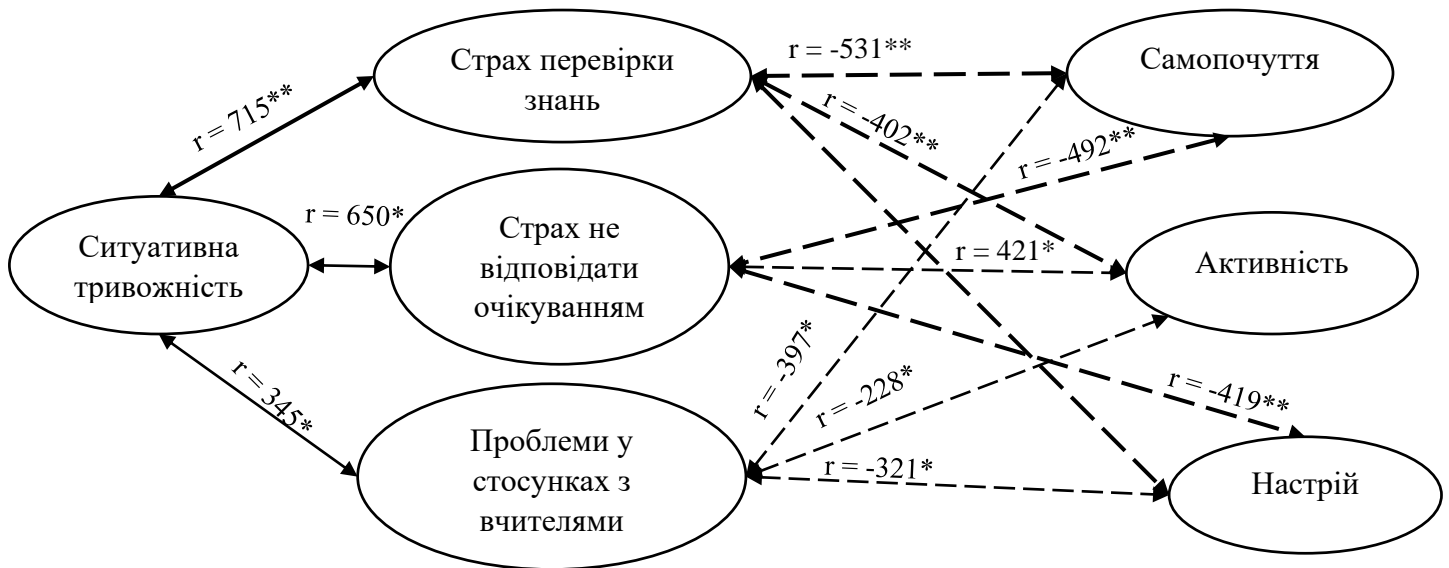 Страх перевірки
знань
Самопочуття
r = -531**
r = 715**
r = -402**
r = -492**
Ситуативна
тривожність
r = 650*
Страх не
відповідати
очікуванням
r = 421*
Активність
r = 345*
r = -397*
r = -228*
r = -419**
Проблеми у
стосунках з
вчителями
r = -321*
Настрій